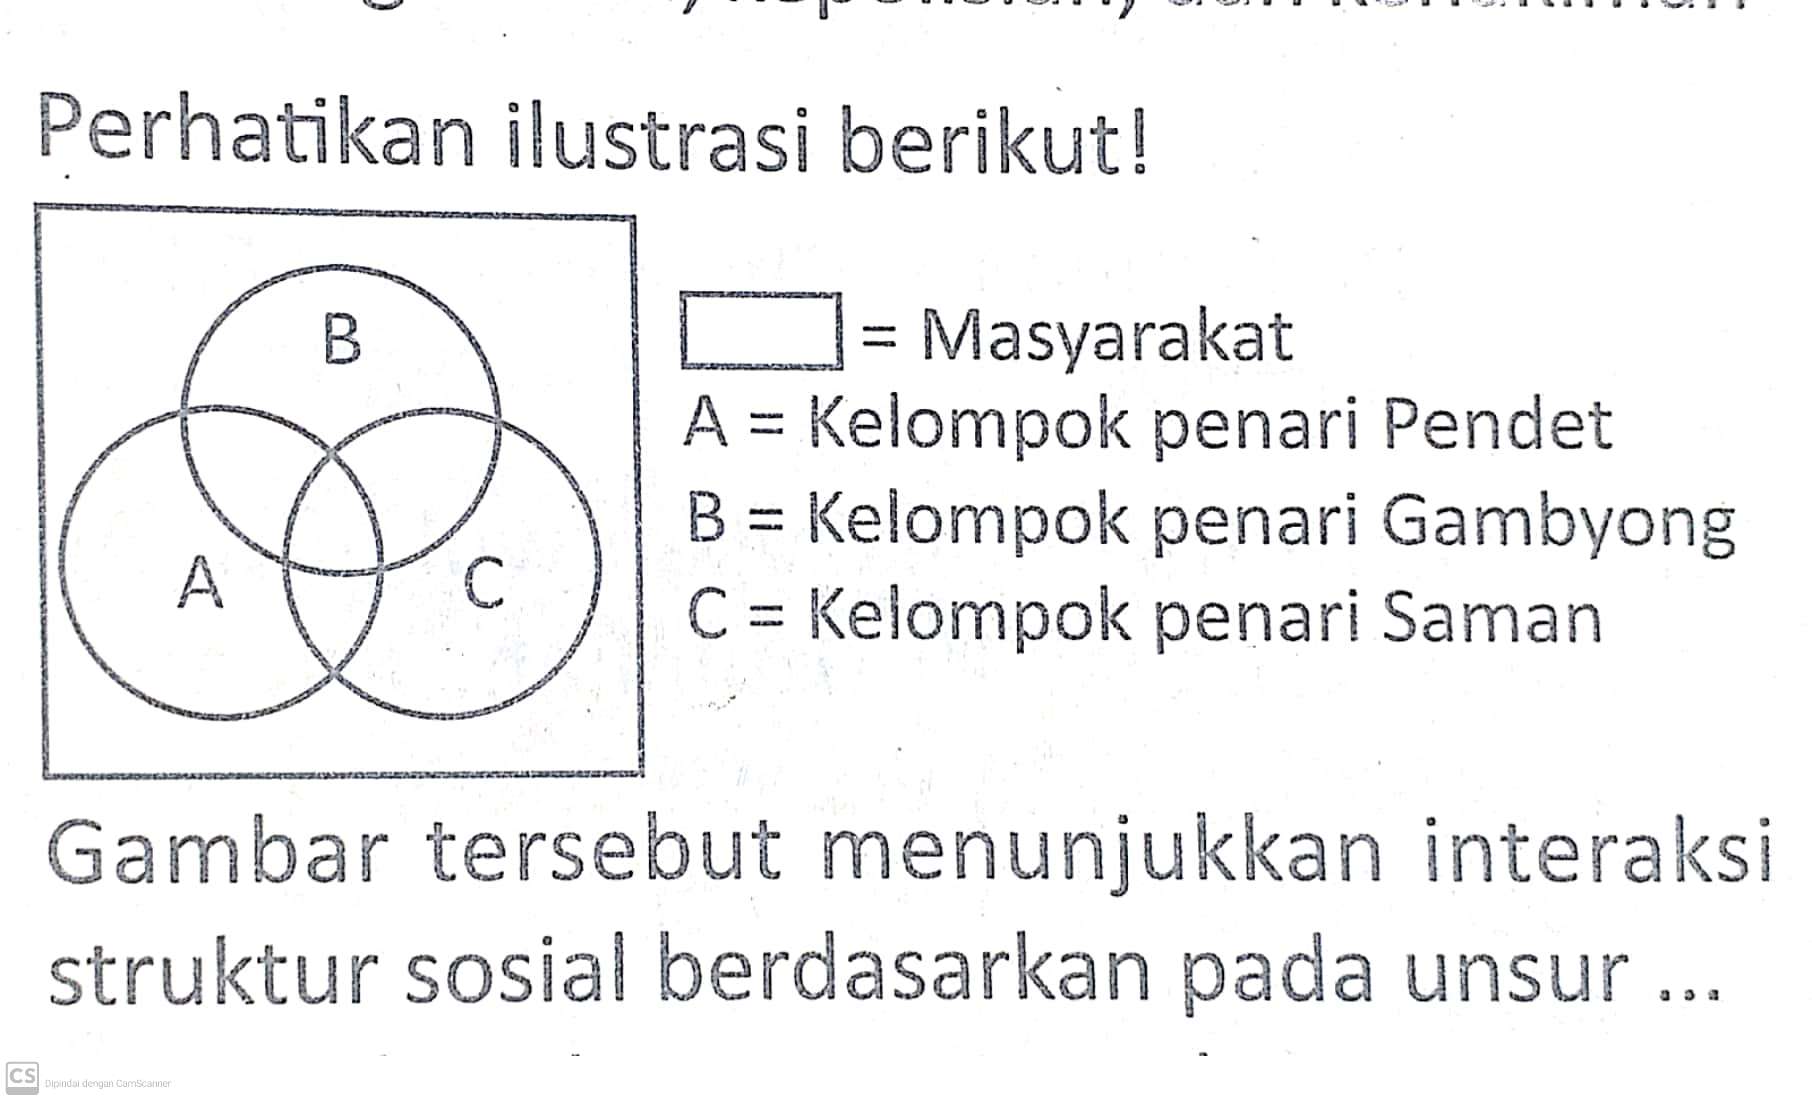 Perhatikan ilustrasi berikut!
B
A
C
= Masyarakat
A = Kelompok penari Pendet
B = Kelompok penari Gambyong
C = Kelompok penari Saman
Gambar tersebut menunjukkan interaksi
struktur sosial berdasarkan pada unsur ...
CS Dipindai dengan CamScanner